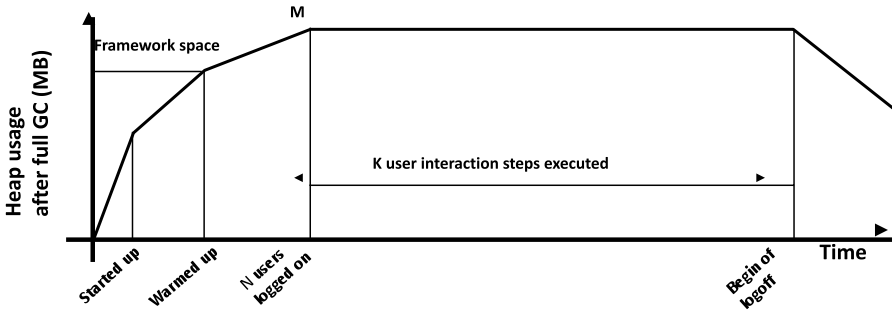 M
Framework space
Heap usage
after full GC (MB)
K user interaction steps executed
Time
Started up
Warmed up
N users
logged on
Begin of
logoff